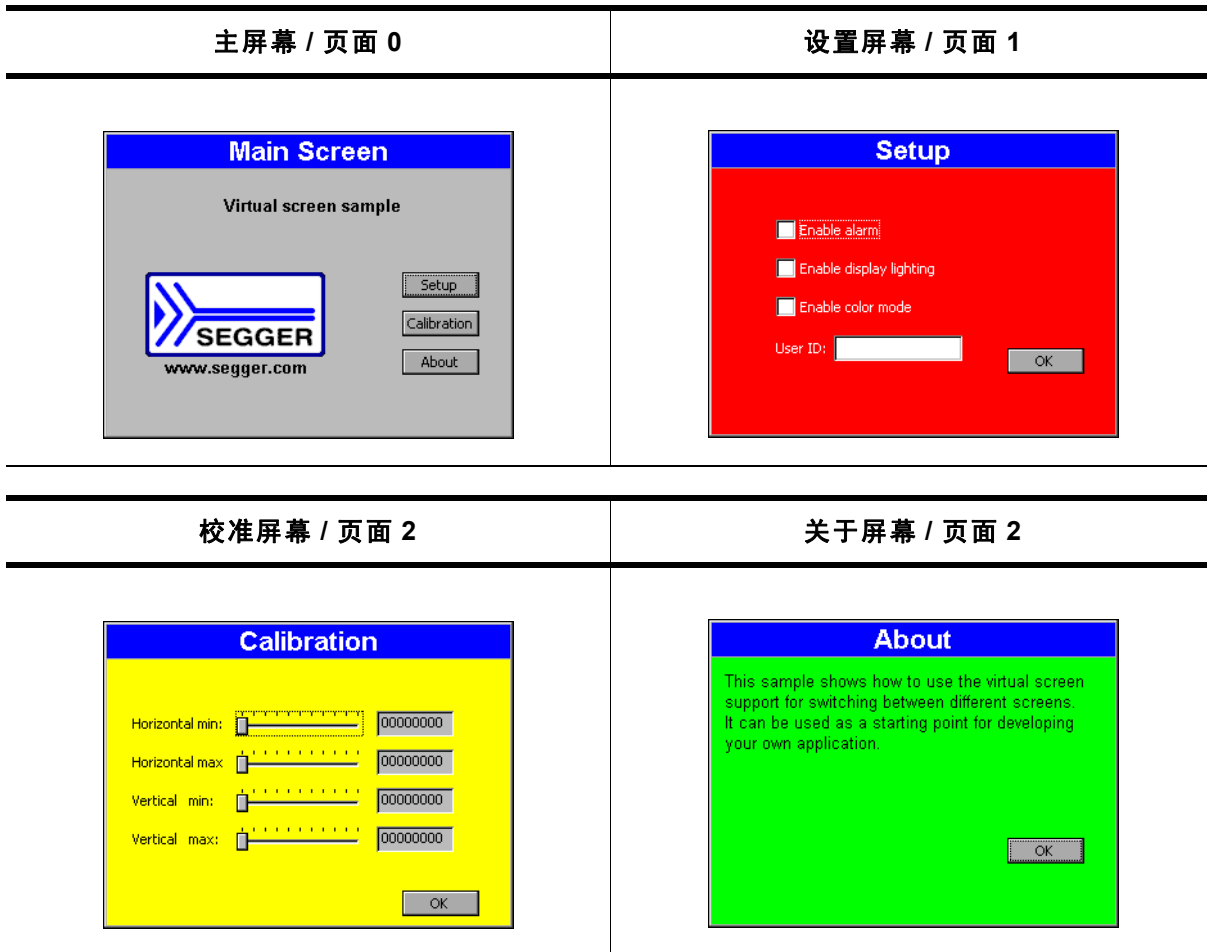 主屏幕 / 页面 0
设置屏幕 / 页面 1
Main Screen
Virtual screen sample
SEGGER
www.segger.com
Setup
Calibration
About
Setup
Enable alarm
Enable display lighting
Enable color mode
User ID:
OK
校准屏幕 / 页面 2
关于屏幕 / 页面 2
Calibration
Horizontal min: 00000000
Horizontal max 00000000
Vertical min: 00000000
Vertical max: 00000000
OK
About
This sample shows how to use the virtual screen
support for switching between different screens.
It can be used as a starting point for developing
your own application.
OK